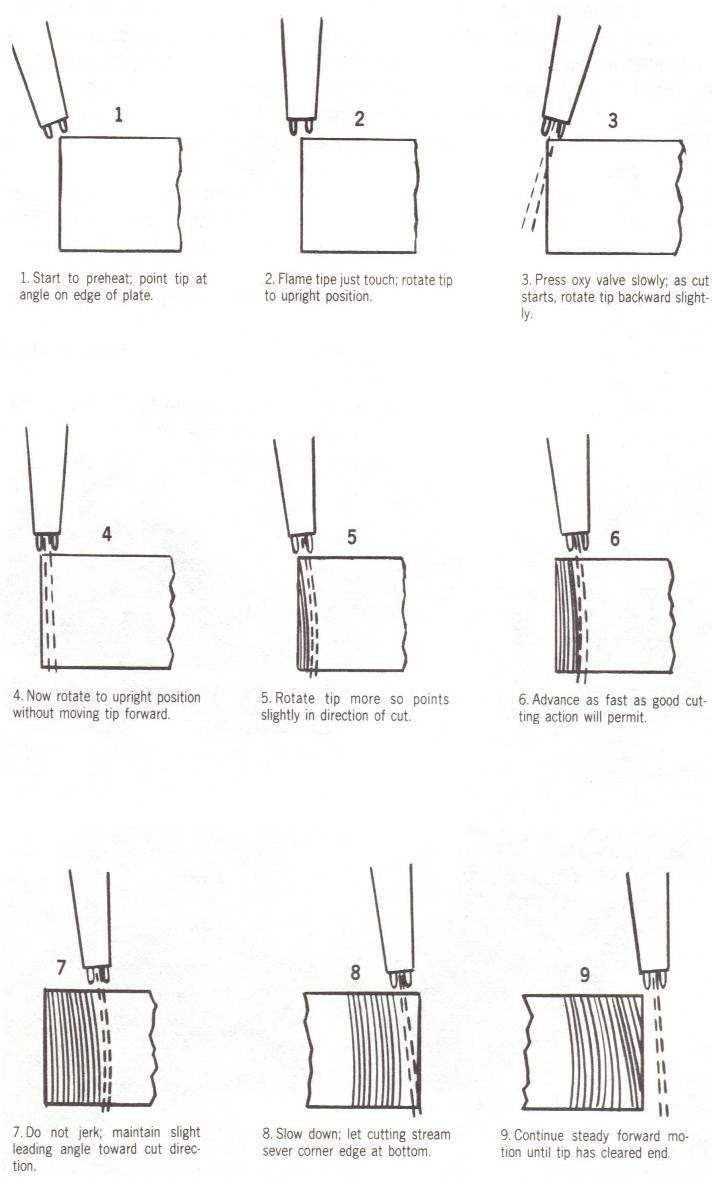 1
2
3
1. Start to preheat; point tip at
angle on edge of plate.
2. Flame tipe just touch; rotate tip
to upright position.
3. Press oxy valve slowly; as cut
starts, rotate tip backward slight-
ly.
4
5
6
4. Now rotate to upright position
without moving tip forward.
5. Rotate tip more so points
slightly in direction of cut.
6. Advance as fast as good cut-
ting action will permit.
7
8
9
7. Do not jerk; maintain slight
leading angle toward cut direc-
tion.
8. Slow down; let cutting stream
sever corner edge at bottom.
9. Continue steady forward mo-
tion until tip has cleared end.